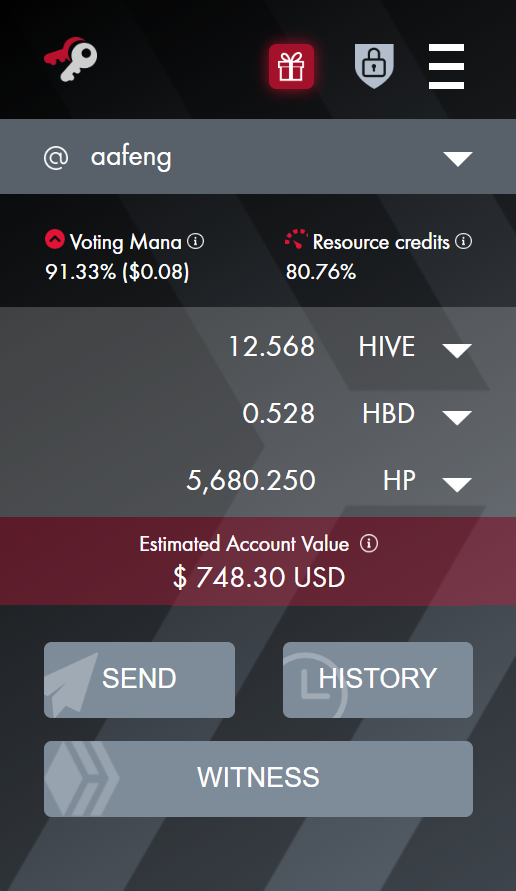 @ aafeng
Voting Mana Resource credits
91.33% ($0.08) 80.76%
12.568 HIVE
0.528 HBD
5,680.250 HP
Estimated Account Value
$ 748.30 USD
SEND HISTORY
WITNESS